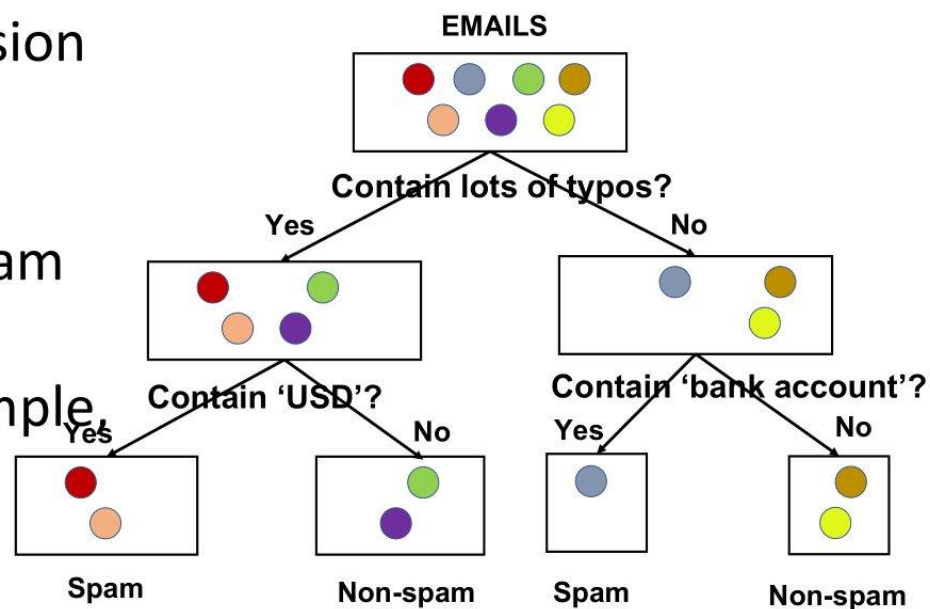 sion
EMAILS
Contain lots of typos?
Yes
No
am
Contain 'USD'?
Contain ‘bank account’?
mple,
Yes
No
Yes
No
Spam
Non-spam
Spam
Non-spam